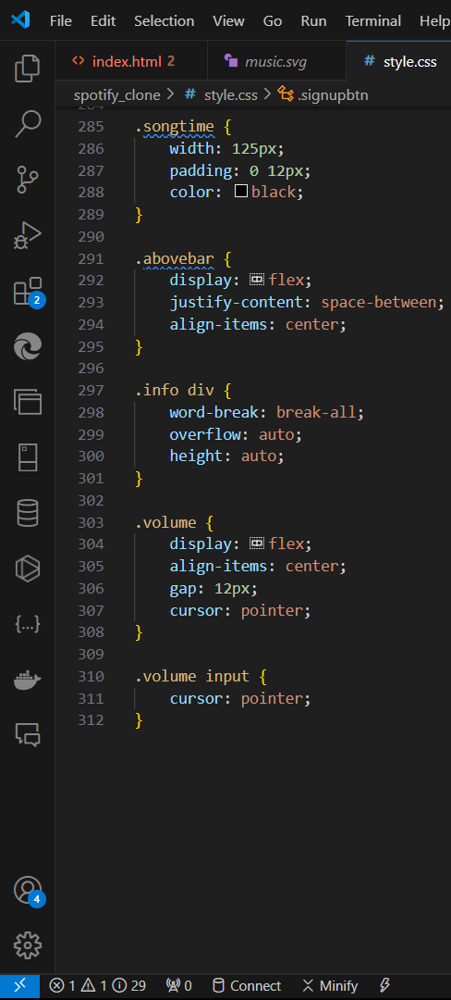 File Edit Selection View Go Run Terminal Help
index.html 2 music.svg # style.css
spotify_clone > # style.css > .signupbtn
285 .songtime {
286 width: 125px;
287 padding: 0 12px;
288 color: black;
289 }
290
291 .abovebar {
292 display: flex;
293 justify-content: space-between;
294 align-items: center;
295 }
296
297 .info div {
298 word-break: break-all;
299 overflow: auto;
300 height: auto;
301 }
302
303 .volume {
304 display: flex;
305 align-items: center;
306 gap: 12px;
307 cursor: pointer;
308 }
309
310 .volume input {
311 cursor: pointer;
312 }
2
{...}
4
1 1 29 0 Connect Minify